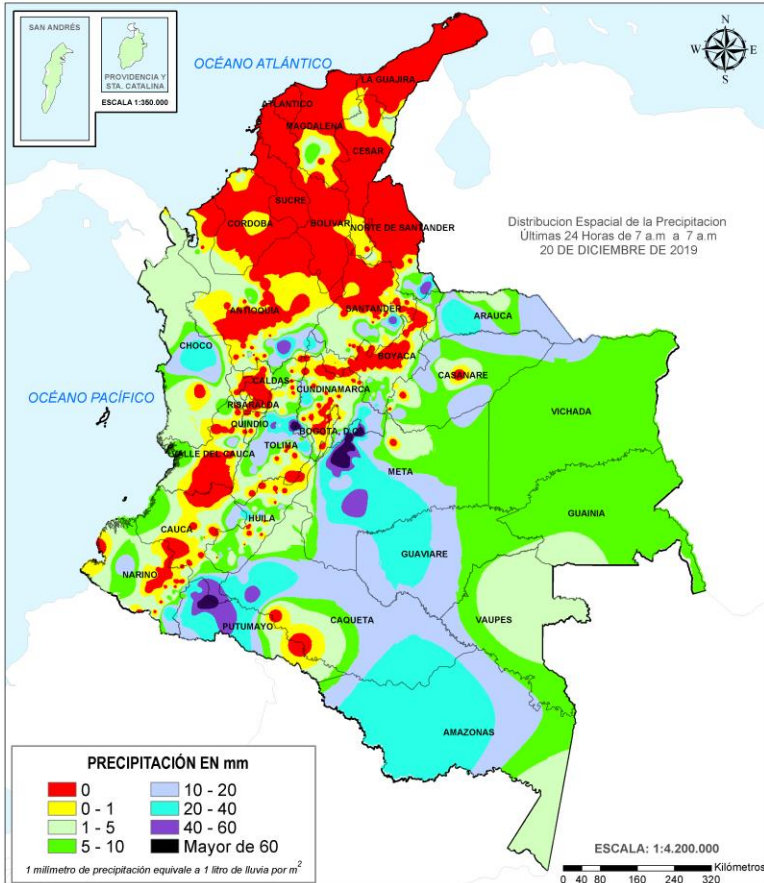 SAN ANDRÉS
PROVIDENCIA Y
STA. CATALINA
ESCALA 1:350.000
OCÉANO ATLÁNTICO
N
W E
S
LA GUAJIRA
ATLANTICO
MAGDALENA
CESAR
SUCRE
CORDOBA
BOLIVAR
NORTE DE SANTANDER
Distribucion Espacial de la Precipitacion
Últimas 24 Horas de 7 a.m a 7 a.m
20 DE DICIEMBRE DE 2019
ANTIOQUIA
SANTANDER
ARAUCA
CHOCO
BOYACA
CASANARE
CALDAS
CUNDINAMARCA
OCÉANO PACÍFICO
RISARALDA
VICHADA
QUINDIO
BOGOTA, D.C.
TOLIMA
VALLE DEL CAUCA
META
GUAINIA
HUILA
CAUCA
GUAVIARE
NARIÑO
VAUPES
CAQUETA
PUTUMAYO
AMAZONAS
PRECIPITACIÓN EN mm
0 10 - 20
0 - 1 20 - 40
1 - 5 40 - 60
5 - 10 Mayor de 60
1 milímetro de precipitación equivale a 1 litro de lluvia por m²
ESCALA: 1:4.200.000
Kilómetros
0 40 80 160 240 320